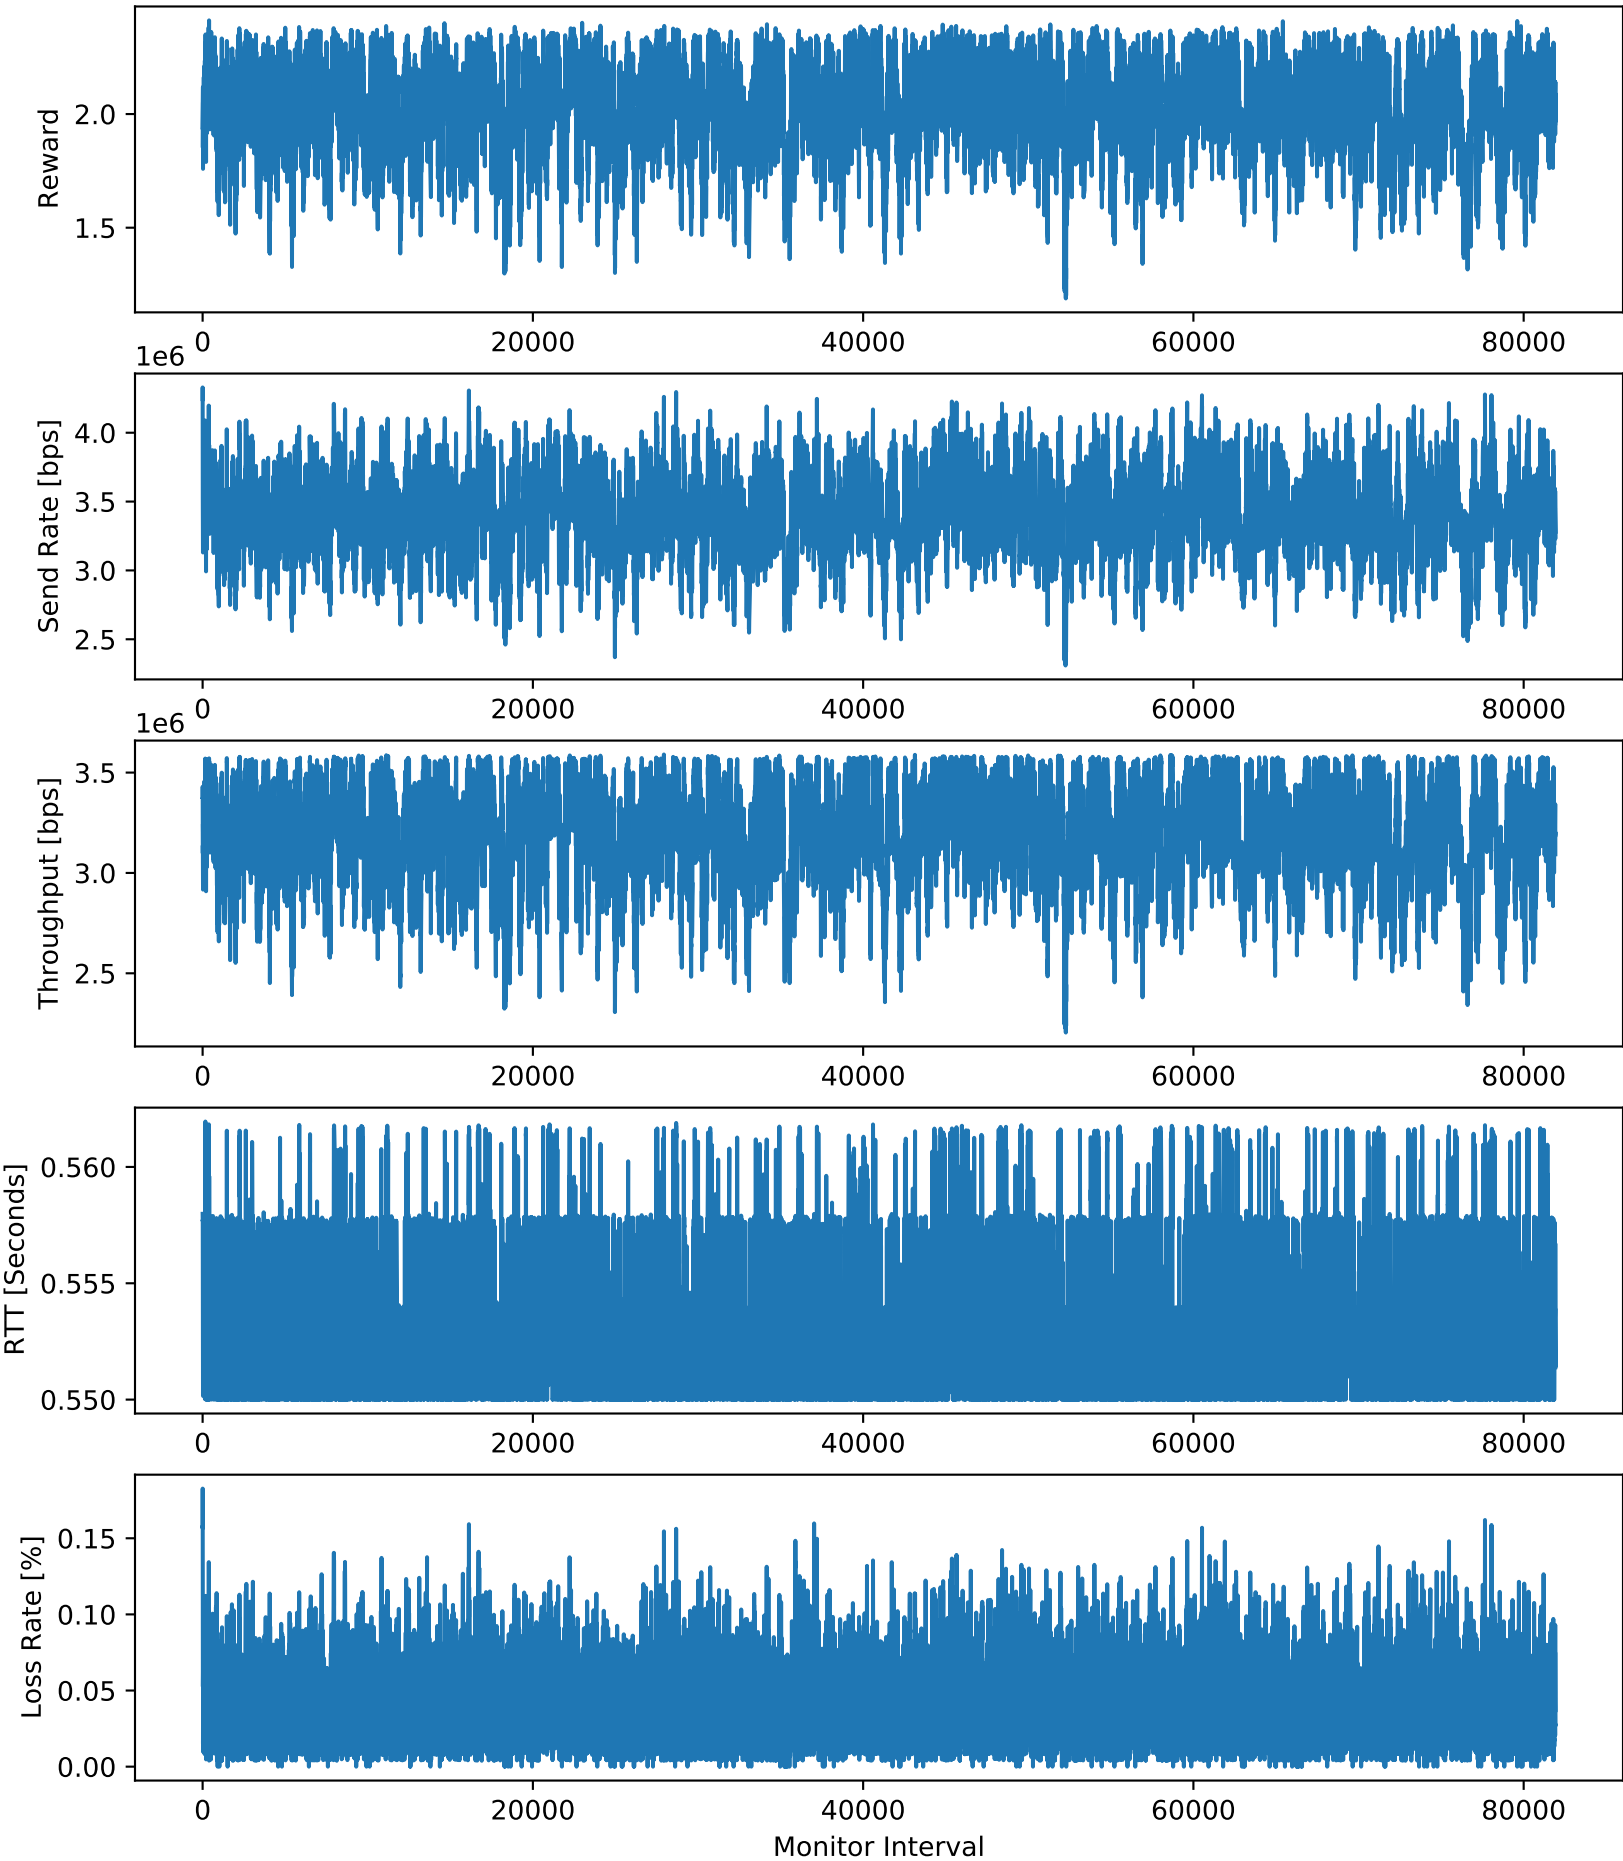 Reward
2.0
1.5
0 20000 40000 60000 80000
1e6
Send Rate [bps]
4.0
3.5
3.0
2.5
0 20000 40000 60000 80000
1e6
Throughput [bps]
3.5
3.0
2.5
0 20000 40000 60000 80000
RTT [Seconds]
0.560
0.555
0.550
0 20000 40000 60000 80000
Loss Rate [%]
0.15
0.10
0.05
0.00
0 20000 40000 60000 80000
Monitor Interval